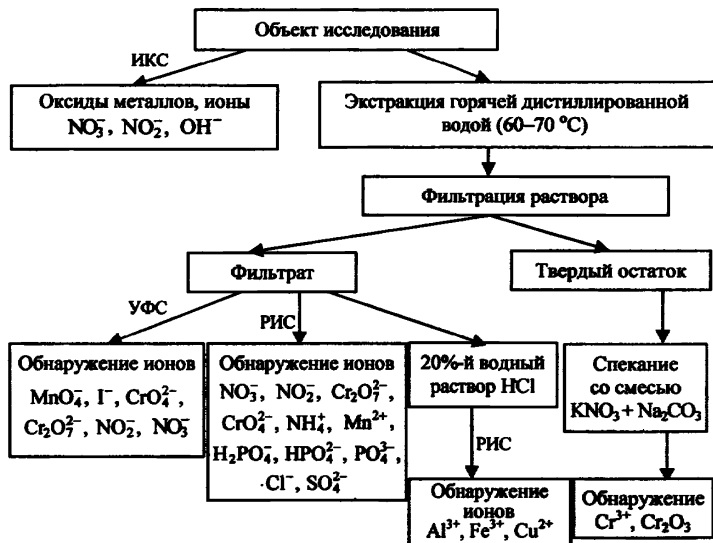 Объект исследования
ИКС
Оксиды металлов, ионы
NO₃⁻, NO₂⁻, OH⁻
Экстракция горячей дистиллированной
водой (60–70 °C)
Фильтрация раствора
Фильтрат
Твердый остаток
УФС
РИС
Обнаружение ионов
MnO₄⁻, I⁻, CrO₄²⁻,
Cr₂O₇²⁻, NO₂⁻, NO₃⁻
Обнаружение ионов
NO₃⁻, NO₂⁻, Cr₂O₇²⁻,
CrO₄²⁻, NH₄⁺, Mn²⁺,
H₂PO₄⁻, HPO₄²⁻, PO₄³⁻,
Cl⁻, SO₄²⁻
20%-й водный
раствор HCl
РИС
Обнаружение
ионов
Al³⁺, Fe³⁺, Cu²⁺
Спекание
со смесью
KNO₃ + Na₂CO₃
Обнаружение
Cr³⁺, Cr₂O₃